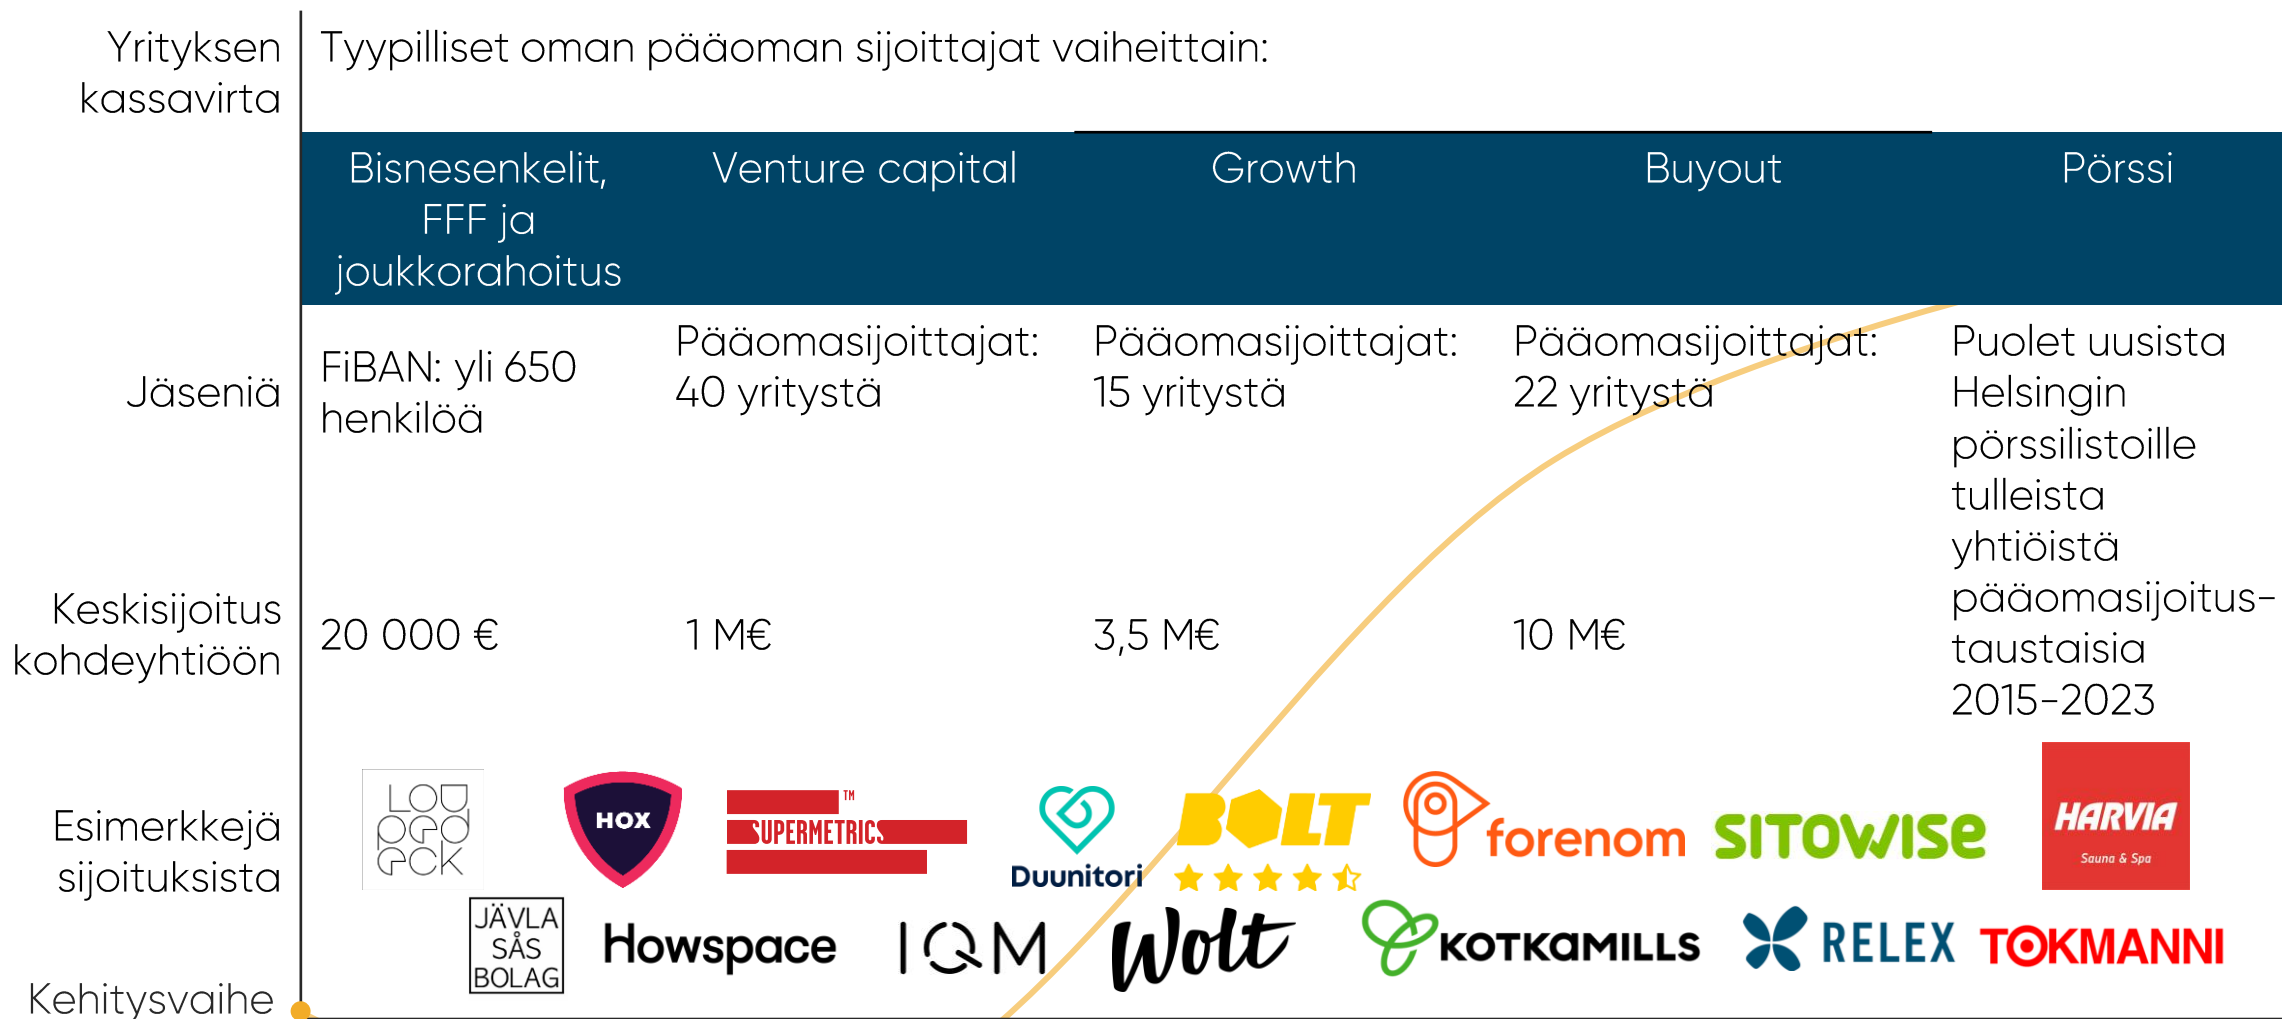 Yrityksen
kassavirta
Tyypilliset oman pääoman sijoittajat vaiheittain:
Bisnesenkelit,
FFF ja
joukkorahoitus
Venture capital
Growth
Buyout
Pörssi
Jäseniä
FiBAN: yli 650
henkilöä
Pääomasijoittajat:
40 yritystä
Pääomasijoittajat:
15 yritystä
Pääomasijoittajat:
22 yritystä
Puolet uusista
Helsingin
pörssilistoille
tulleista
yhtiöistä
pääomasijoitus-
taustaisia
2015-2023
Keskisijoitus
kohdeyhtiöön
20 000 €
1 M€
3,5 M€
10 M€
Esimerkkejä
sijoituksista
LOU
PED
ECK
HOX
SUPERMETRICS™
Duunitori
BOLT
forenom
SITOWISE
HARVIA
Sauna & Spa
JÄVLA
SÅS
BOLAG
Howspace
IQM
Wolt
KOTKAMILLS
RELEX
TOKMANNI
Kehitysvaihe